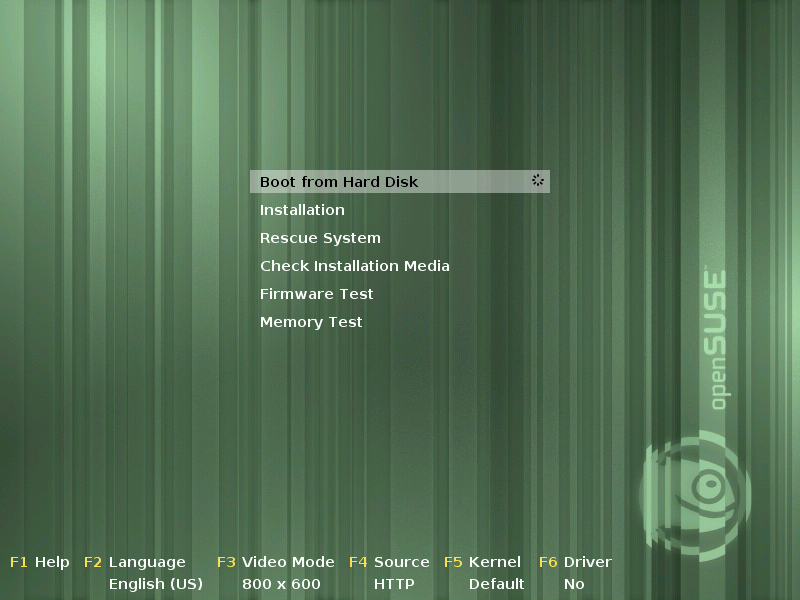 Boot from Hard Disk
Installation
Rescue System
Check Installation Media
Firmware Test
Memory Test
openSUSE™
F1 Help F2 Language F3 Video Mode F4 Source F5 Kernel F6 Driver
English (US) 800 x 600 HTTP Default No